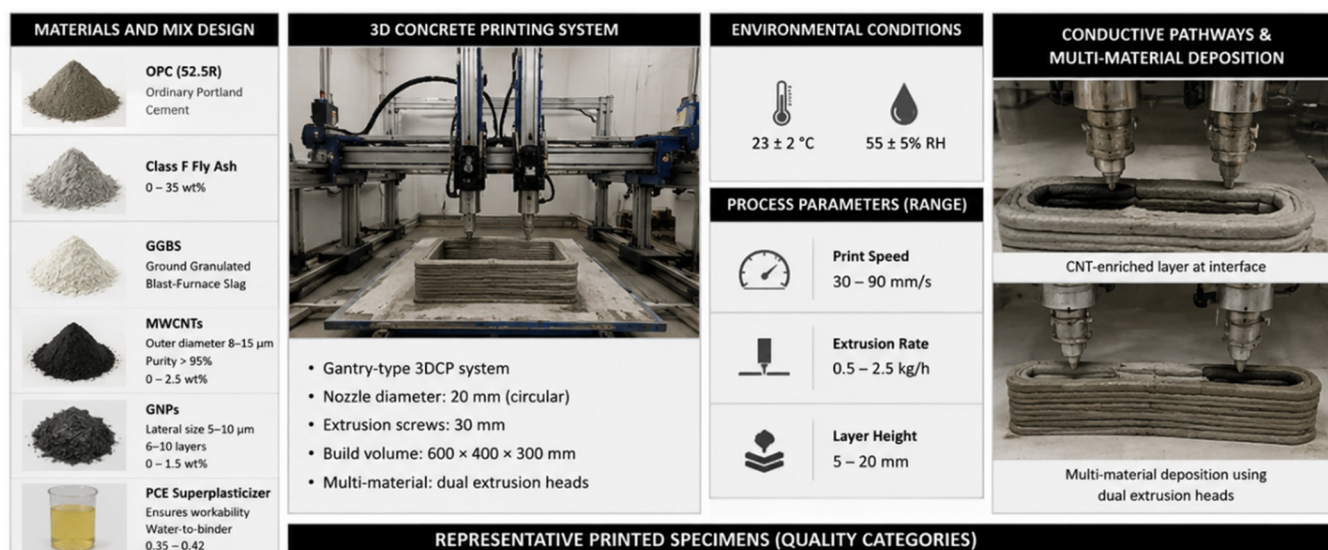 MATERIALS AND MIX DESIGN
OPC (52.5R)
Ordinary Portland
Cement
Class F Fly Ash
0 – 35 wt%
GGBS
Ground Granulated
Blast-Furnace Slag
MWCNTs
Outer diameter 8–15 μm
Purity > 95%
0 – 2.5 wt%
GNPs
Lateral size 5–10 μm
6–10 layers
0 – 1.5 wt%
PCE Superplasticizer
Ensures workability
Water-to-binder
0.35 – 0.42
3D CONCRETE PRINTING SYSTEM
• Gantry-type 3DCP system
• Nozzle diameter: 20 mm (circular)
• Extrusion screws: 30 mm
• Build volume: 600 × 400 × 300 mm
• Multi-material: dual extrusion heads
ENVIRONMENTAL CONDITIONS
23 ± 2 °C
55 ± 5% RH
PROCESS PARAMETERS (RANGE)
Print Speed
30 – 90 mm/s
Extrusion Rate
0.5 – 2.5 kg/h
Layer Height
5 – 20 mm
CONDUCTIVE PATHWAYS &
MULTI-MATERIAL DEPOSITION
CNT-enriched layer at interface
Multi-material deposition using
dual extrusion heads
REPRESENTATIVE PRINTED SPECIMENS (QUALITY CATEGORIES)